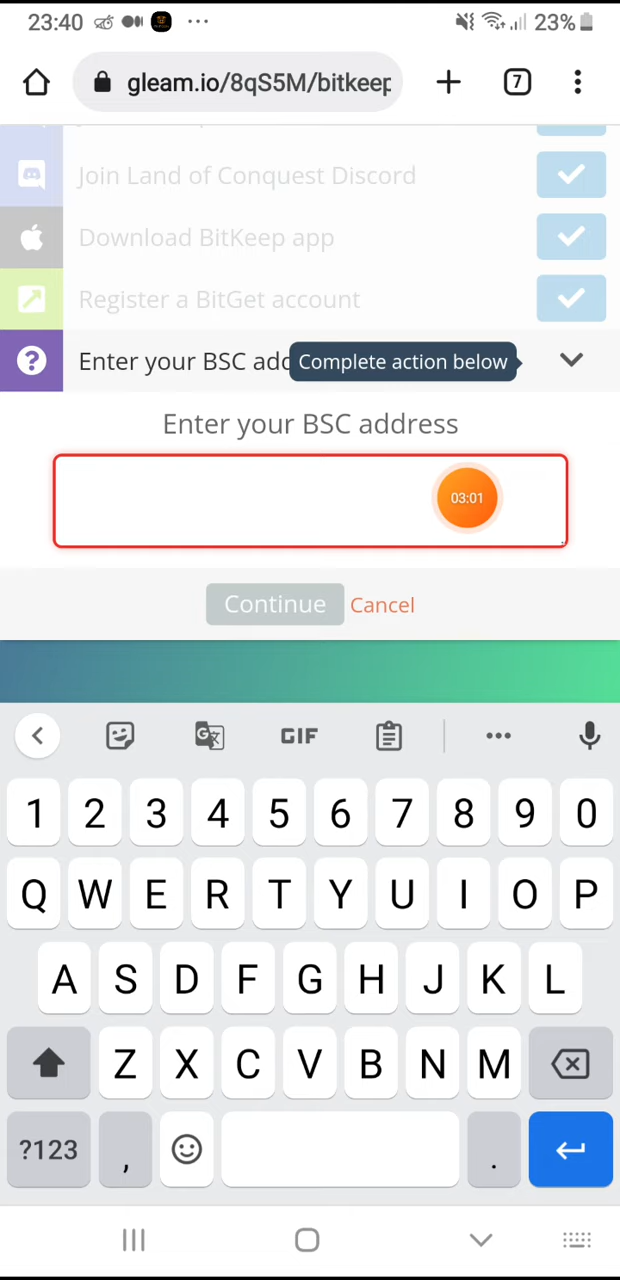 23:40
23%
gleam.io/8qS5M/bitkeep
7
Join Land of Conquest Discord
Download BitKeep app
Register a BitGet account
Enter your BSC add
Complete action below
Enter your BSC address
03:01
Continue Cancel
GIF
1 2 3 4 5 6 7 8 9 0
Q W E R T Y U I O P
A S D F G H J K L
Z X C V B N M
?123 , .